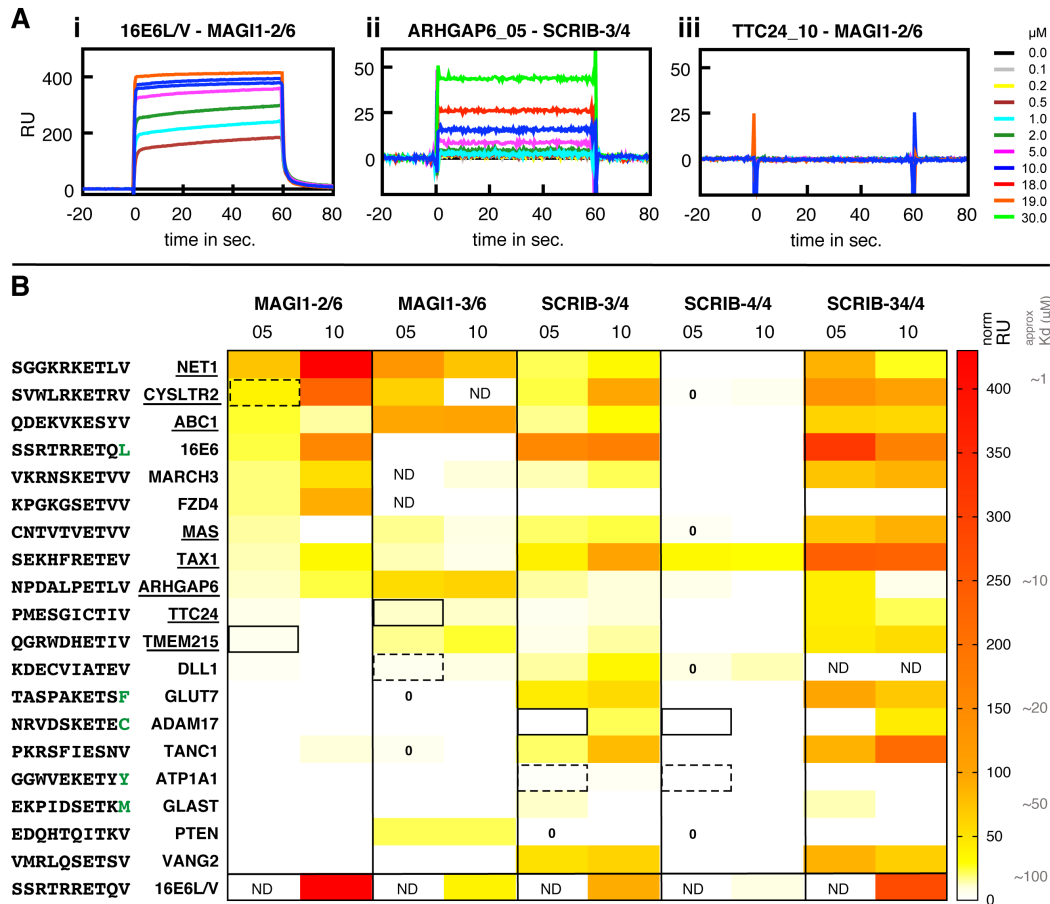 A
i ii iii
16E6L/V - MAGI1-2/6 ARHGAP6_05 - SCRIB-3/4 TTC24_10 - MAGI1-2/6
µM
0.0
0.1
0.2
0.5
1.0
2.0
5.0
10.0
18.0
19.0
30.0
RU
400
200
0
-20 0 20 40 60 80
time in sec.
50
25
0
-20 0 20 40 60 80
time in sec.
50
25
0
-20 0 20 40 60 80
time in sec.
B
MAGI1-2/6 MAGI1-3/6 SCRIB-3/4 SCRIB-4/4 SCRIB-34/4
05 10 05 10 05 10 05 10 05 10
norm RU
approx Kd (µM)
SGGKRKETLV NET1
SVWLRKETRV CYSLTR2 ND 0
QDEKVKESYV ABC1
SSRTRRETQL 16E6
VKRNSKETVV MARCH3 ND
KPGKGSETVV FZD4 ND
CNTVTVETVV MAS 0
SEKHFRETEV TAX1
NPDALPETLV ARHGAP6
PMESGICTIV TTC24
QGRWDHETIV TMEM215
KDECVIATEV DLL1 0 ND ND
TASPAKETSF GLUT7 0
NRVDSKETEC ADAM17
PKRSFIESNV TANC1 0
GGWVEKETYY ATP1A1
EKPIDSETKM GLAST
EDQHTQITKV PTEN 0 0
VMRLQSETSV VANG2
SSRTRRETQV 16E6L/V ND ND ND ND ND
400
350
300
250
200
150
100
50
0
~1
~10
~20
~50
~100